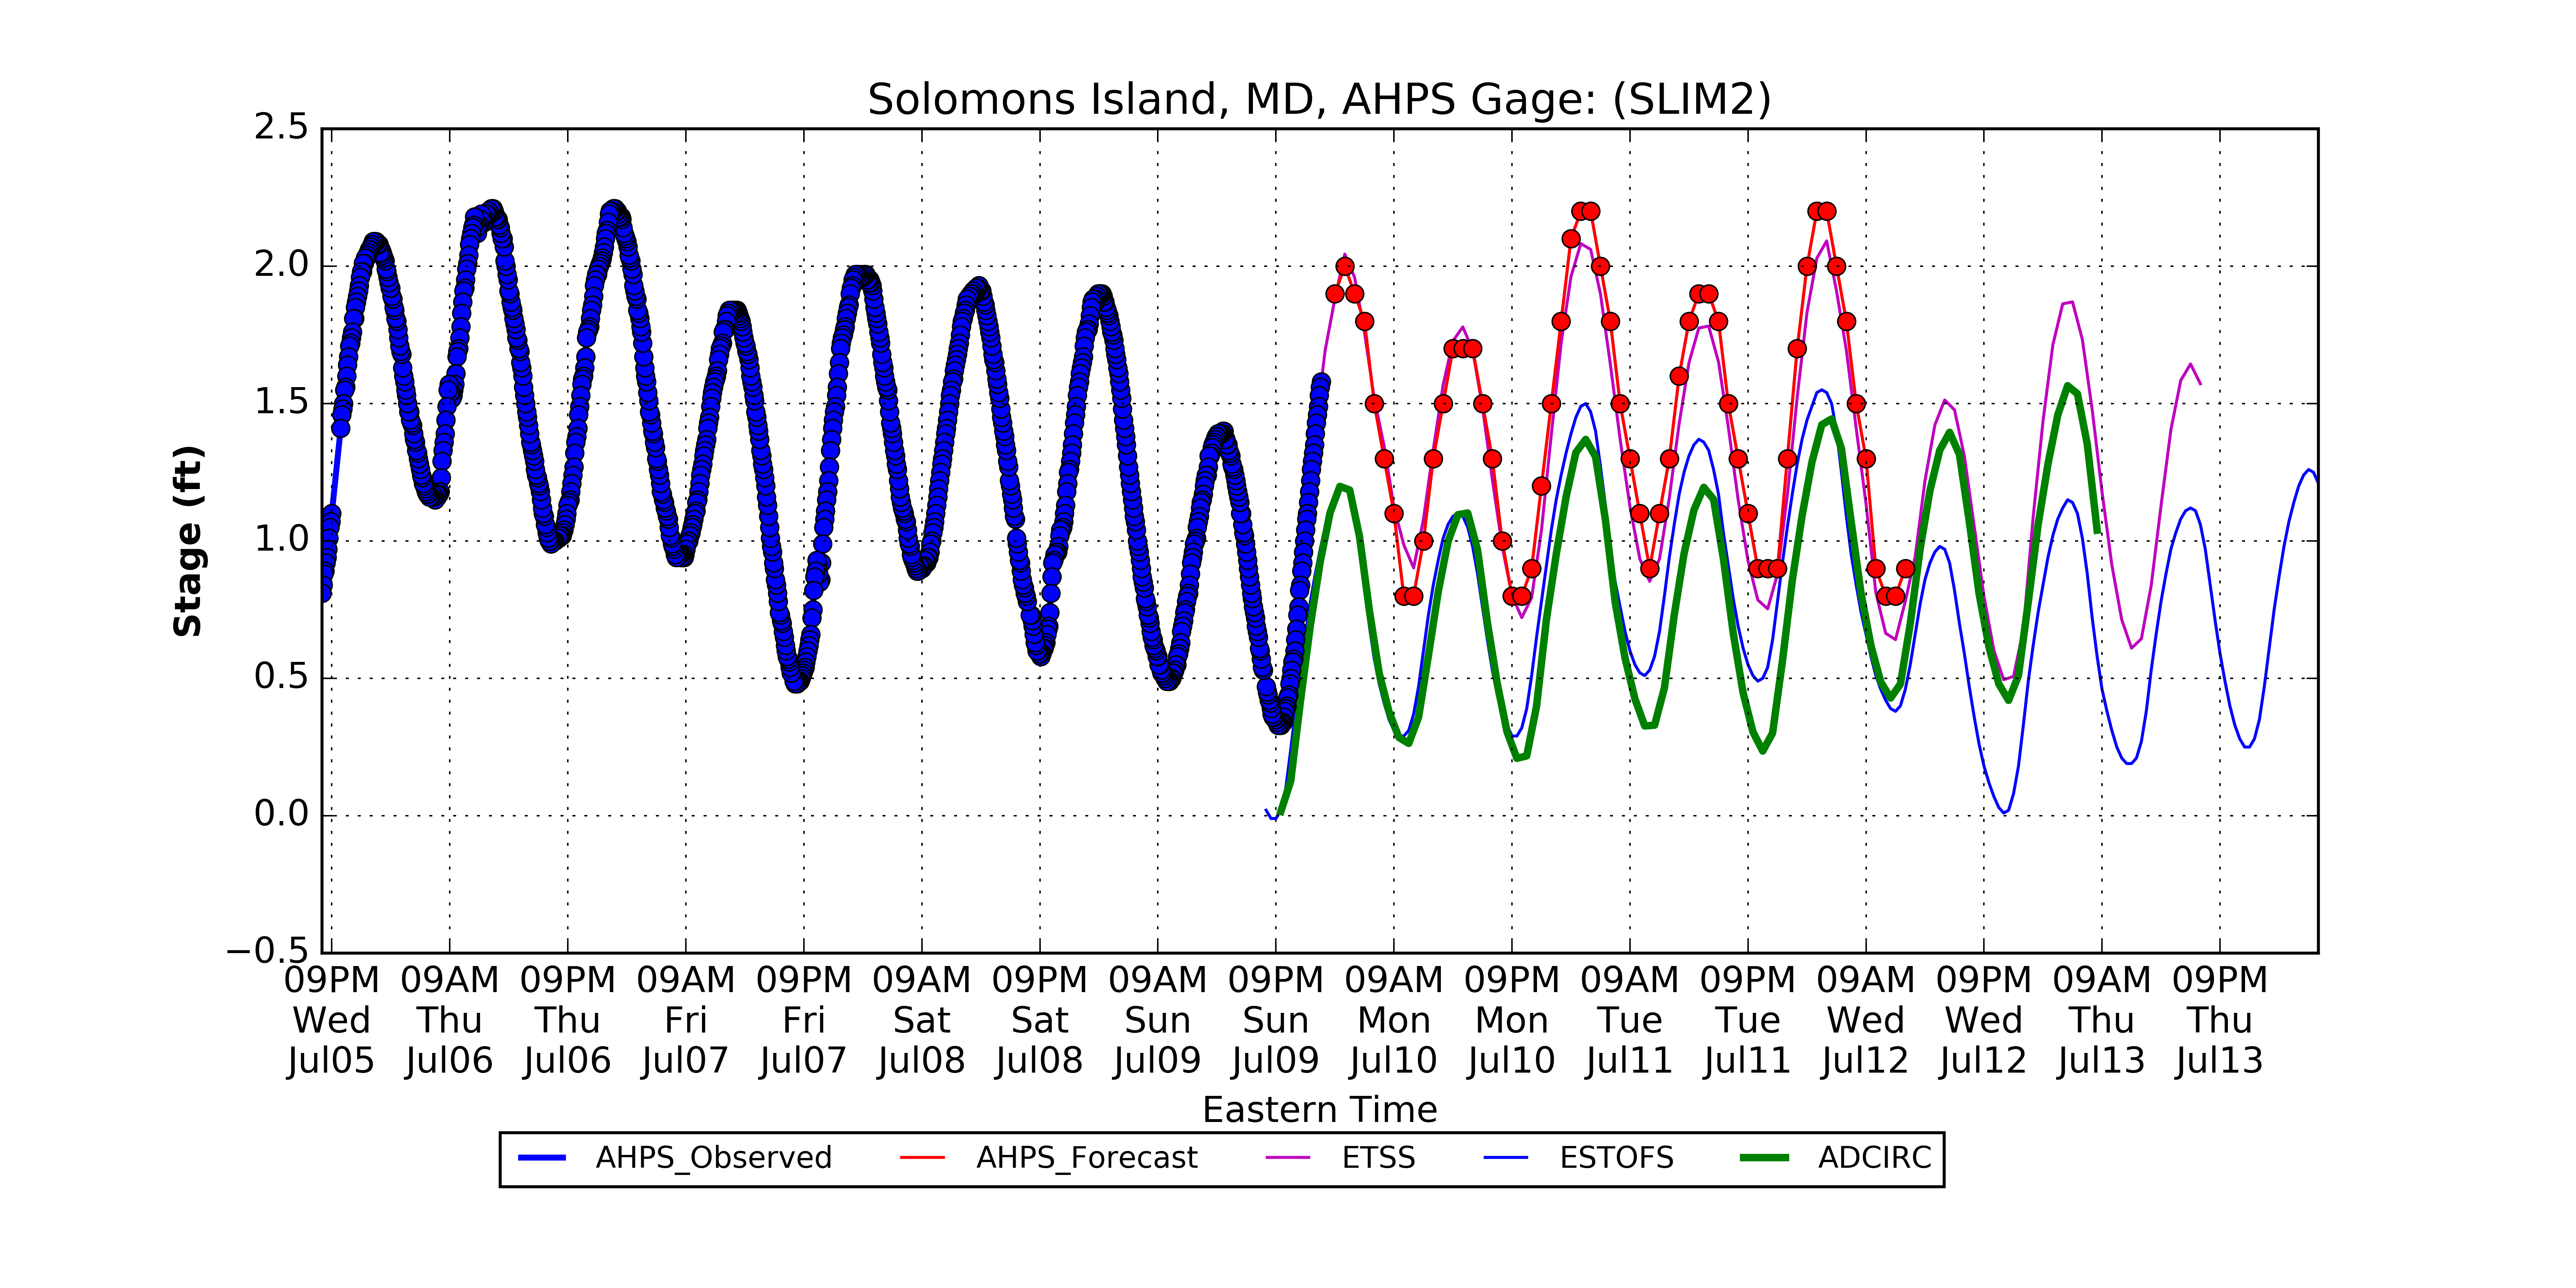 Solomons Island, MD, AHPS Gage: (SLIM2)
2.5
2.0
1.5
1.0
0.5
0.0
−0.5
Stage (ft)
09PM 09AM 09PM 09AM 09PM 09AM 09PM 09AM 09PM 09AM 09PM 09AM 09PM 09AM 09PM 09AM 09PM
Wed Thu Thu Fri Fri Sat Sat Sun Sun Mon Mon Tue Tue Wed Wed Thu Thu
Jul05 Jul06 Jul06 Jul07 Jul07 Jul08 Jul08 Jul09 Jul09 Jul10 Jul10 Jul11 Jul11 Jul12 Jul12 Jul13 Jul13
Eastern Time
AHPS_Observed AHPS_Forecast ETSS ESTOFS ADCIRC